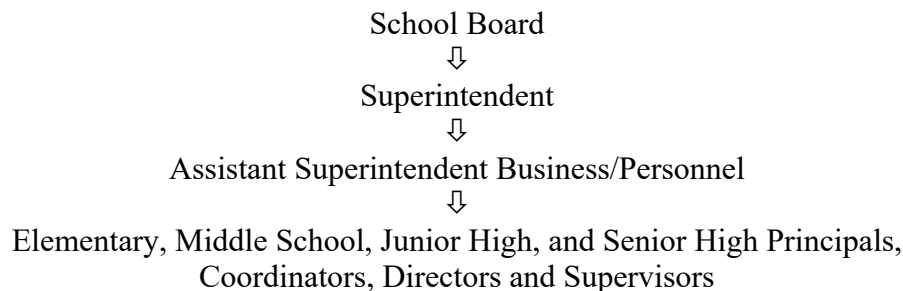 School Board
⇩
Superintendent
⇩
Assistant Superintendent Business/Personnel
⇩
Elementary, Middle School, Junior High, and Senior High Principals,
Coordinators, Directors and Supervisors